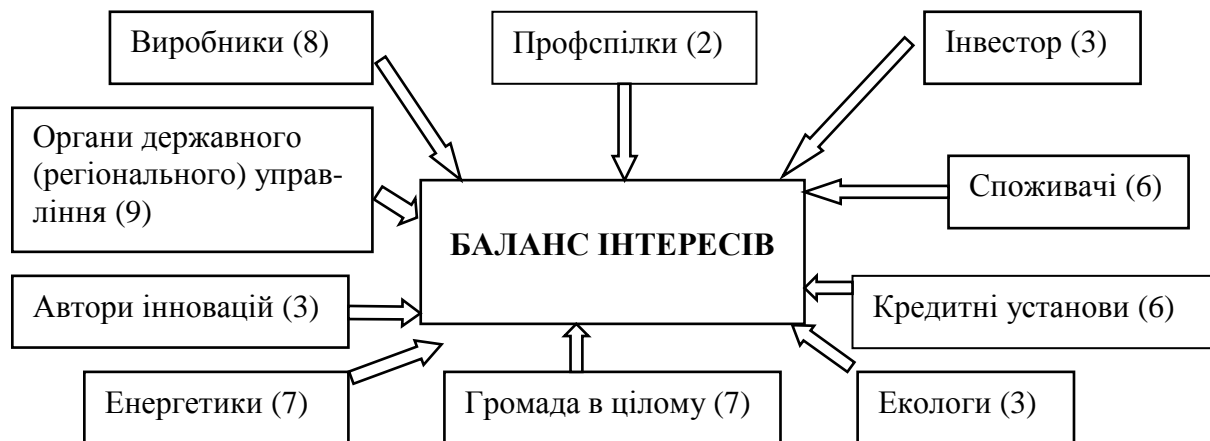 Виробники (8)
Профспілки (2)
Інвестор (3)
Органи державного
(регіонального) управ-
ління (9)
Споживачі (6)
БАЛАНС ІНТЕРЕСІВ
Автори інновацій (3)
Кредитні установи (6)
Енергетики (7)
Громада в цілому (7)
Екологи (3)